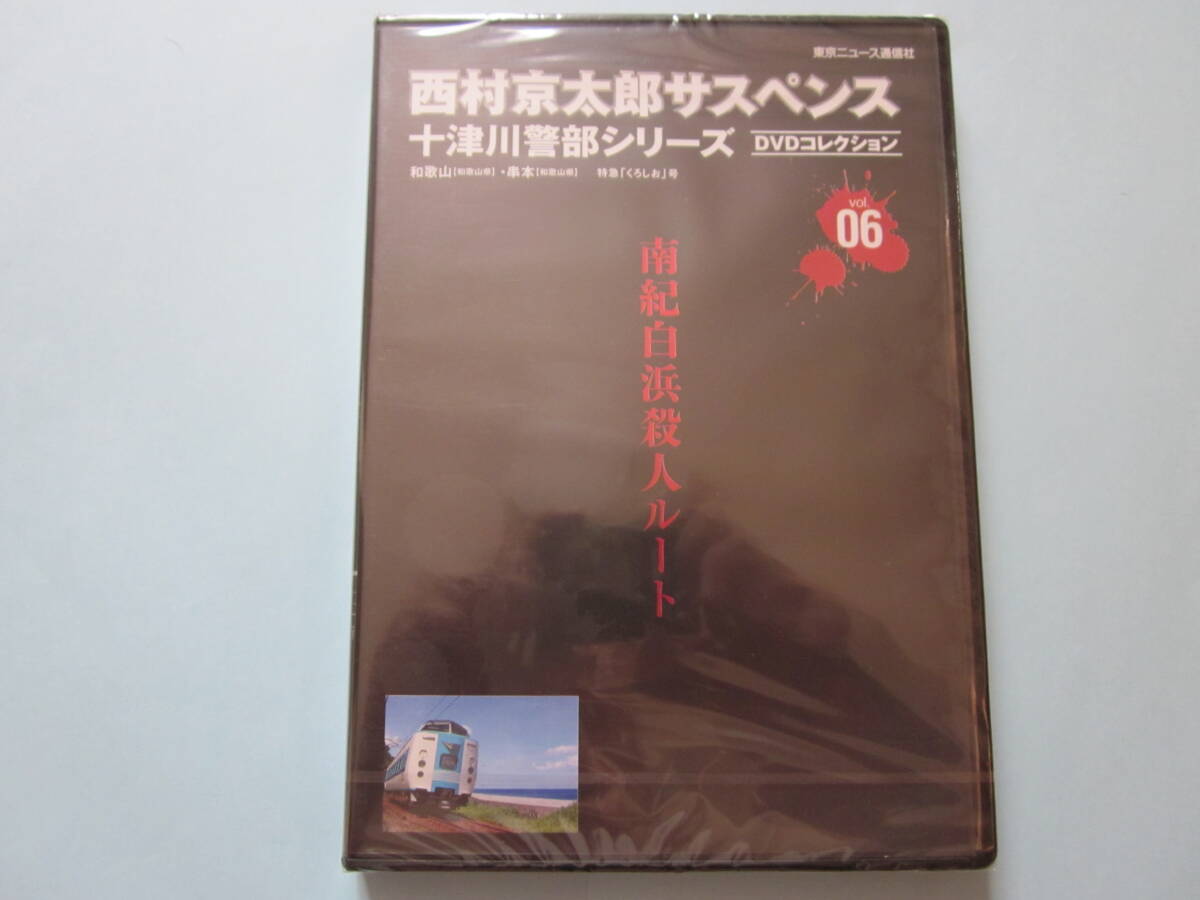 東京ニュース通信社
西村京太郎サスペンス
十津川警部シリーズ DVDコレクション
和歌山[和歌山県]・串本[和歌山県] 特急「くろしお」号
vol.
06
南紀白浜殺人ルート